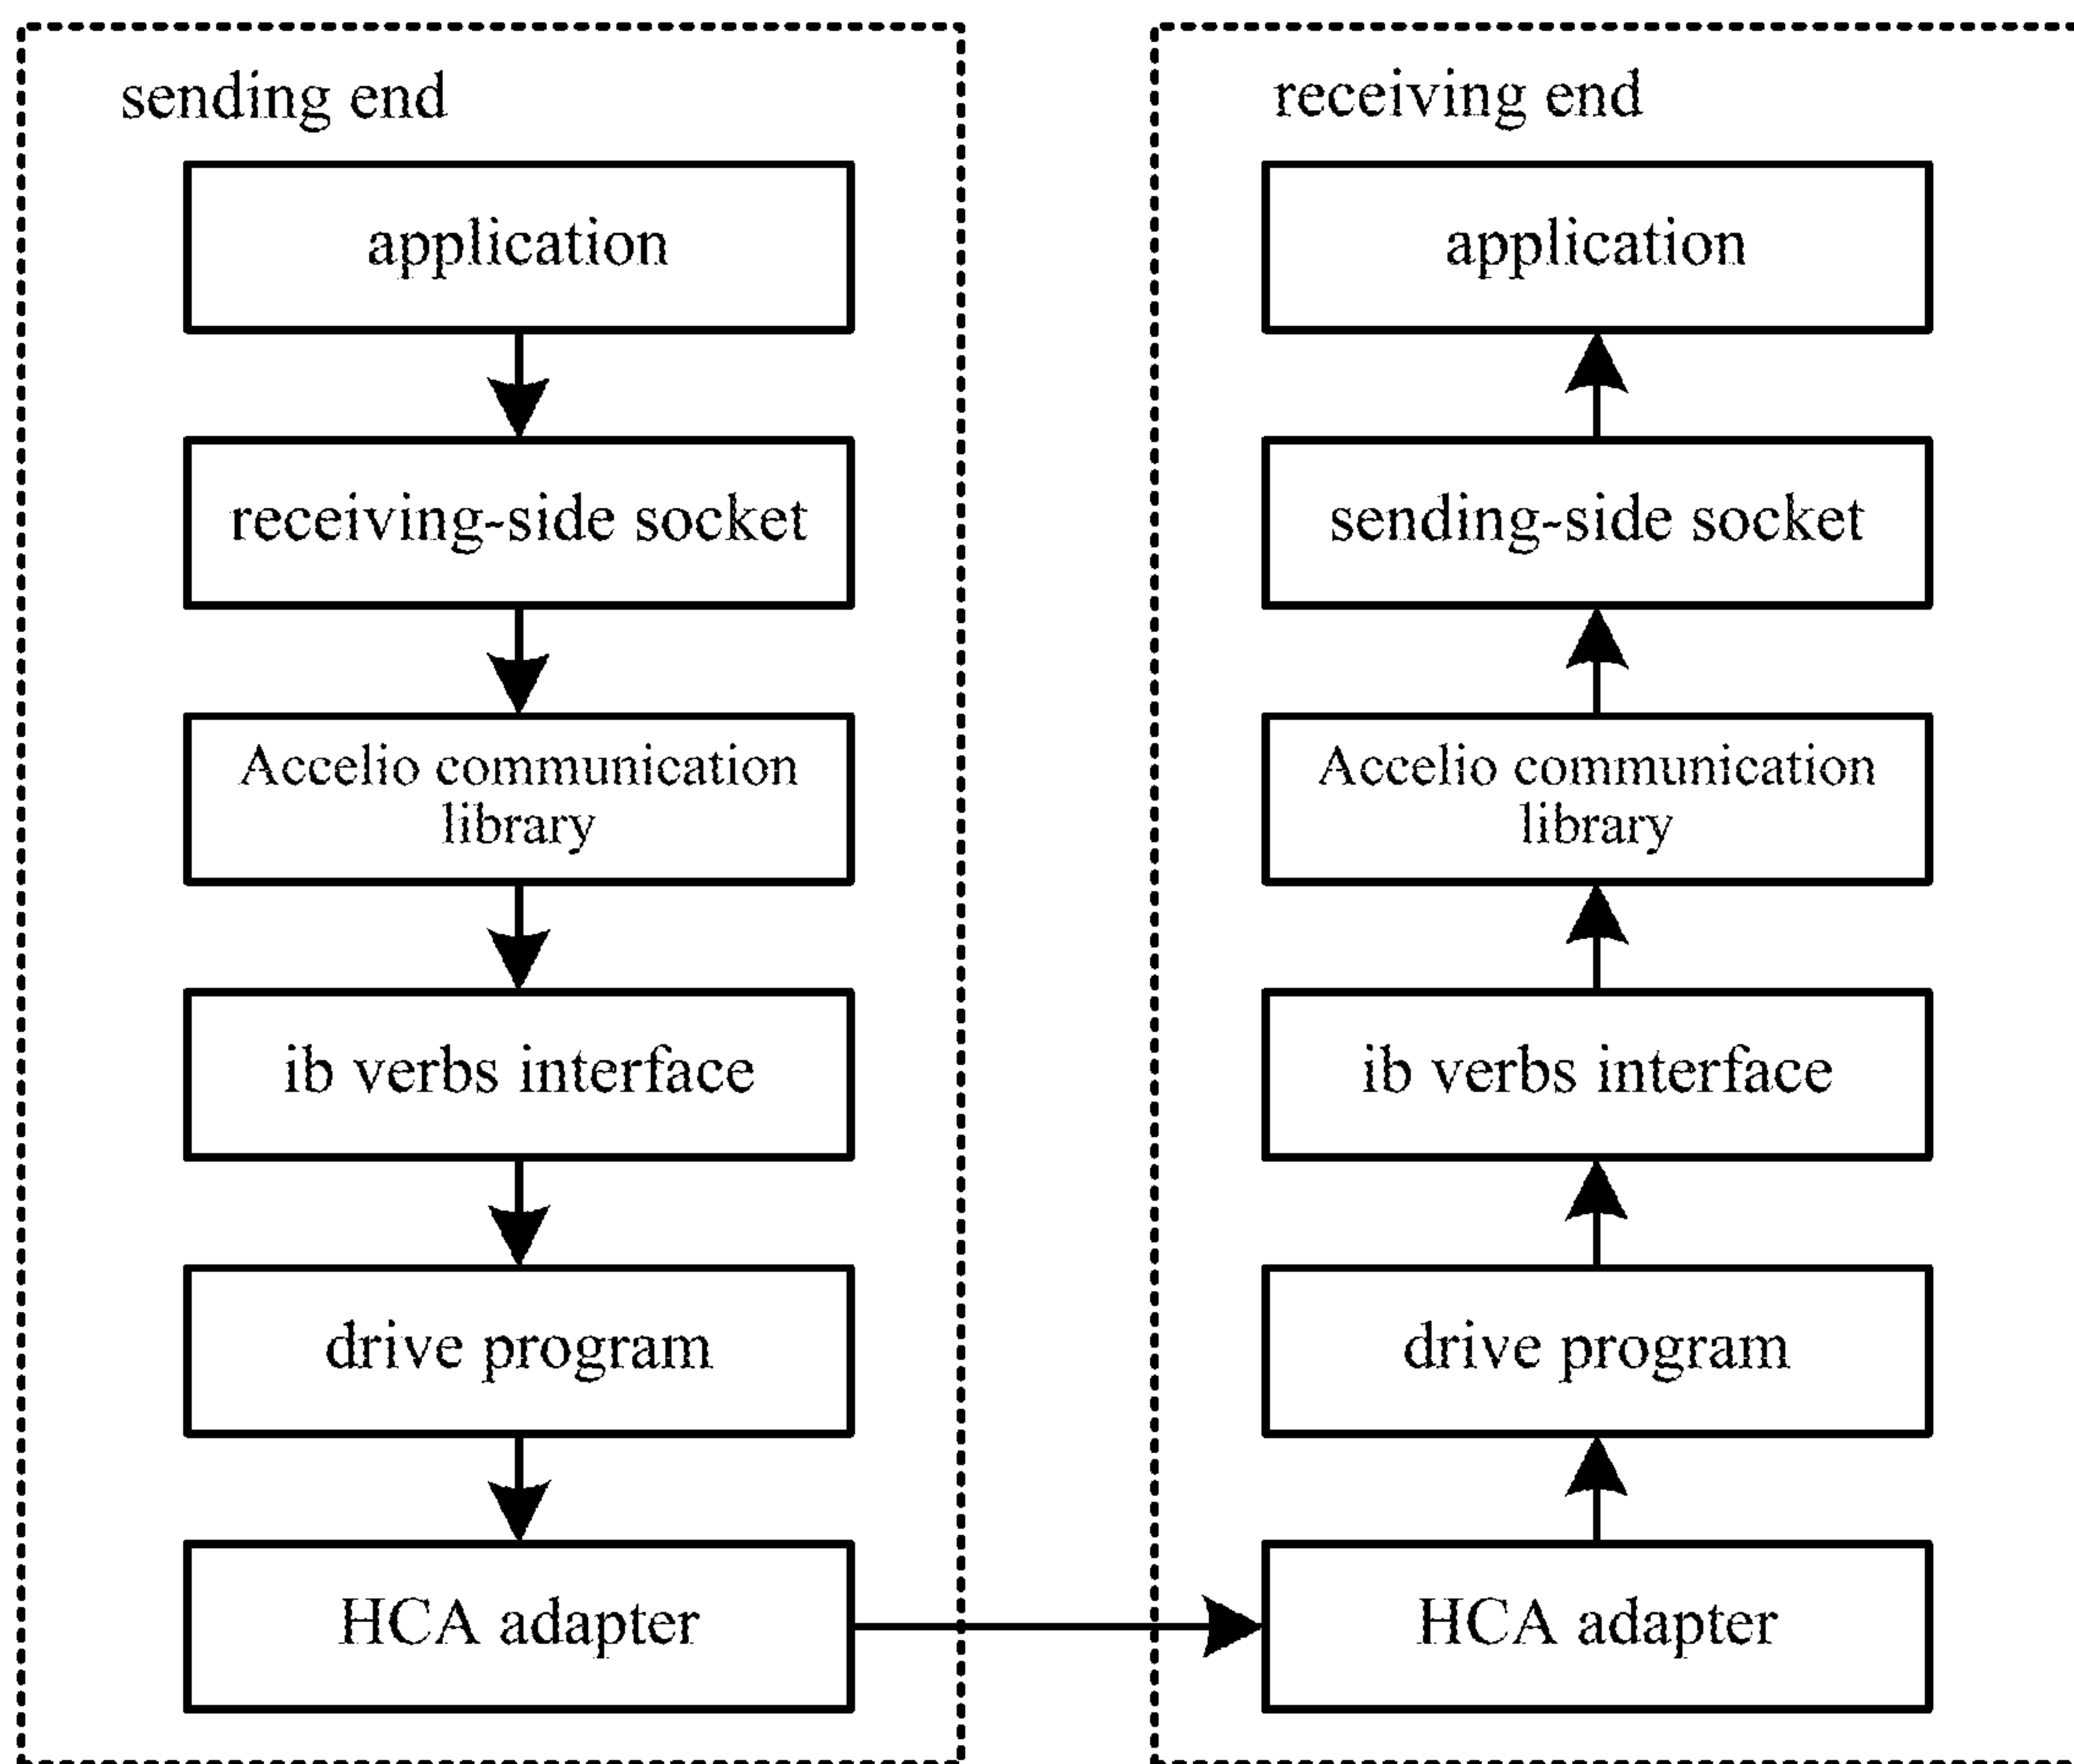 sending end
application
receiving-side socket
Accelio communication
library
ib verbs interface
drive program
HCA adapter
receiving end
application
sending-side socket
Accelio communication
library
ib verbs interface
drive program
HCA adapter